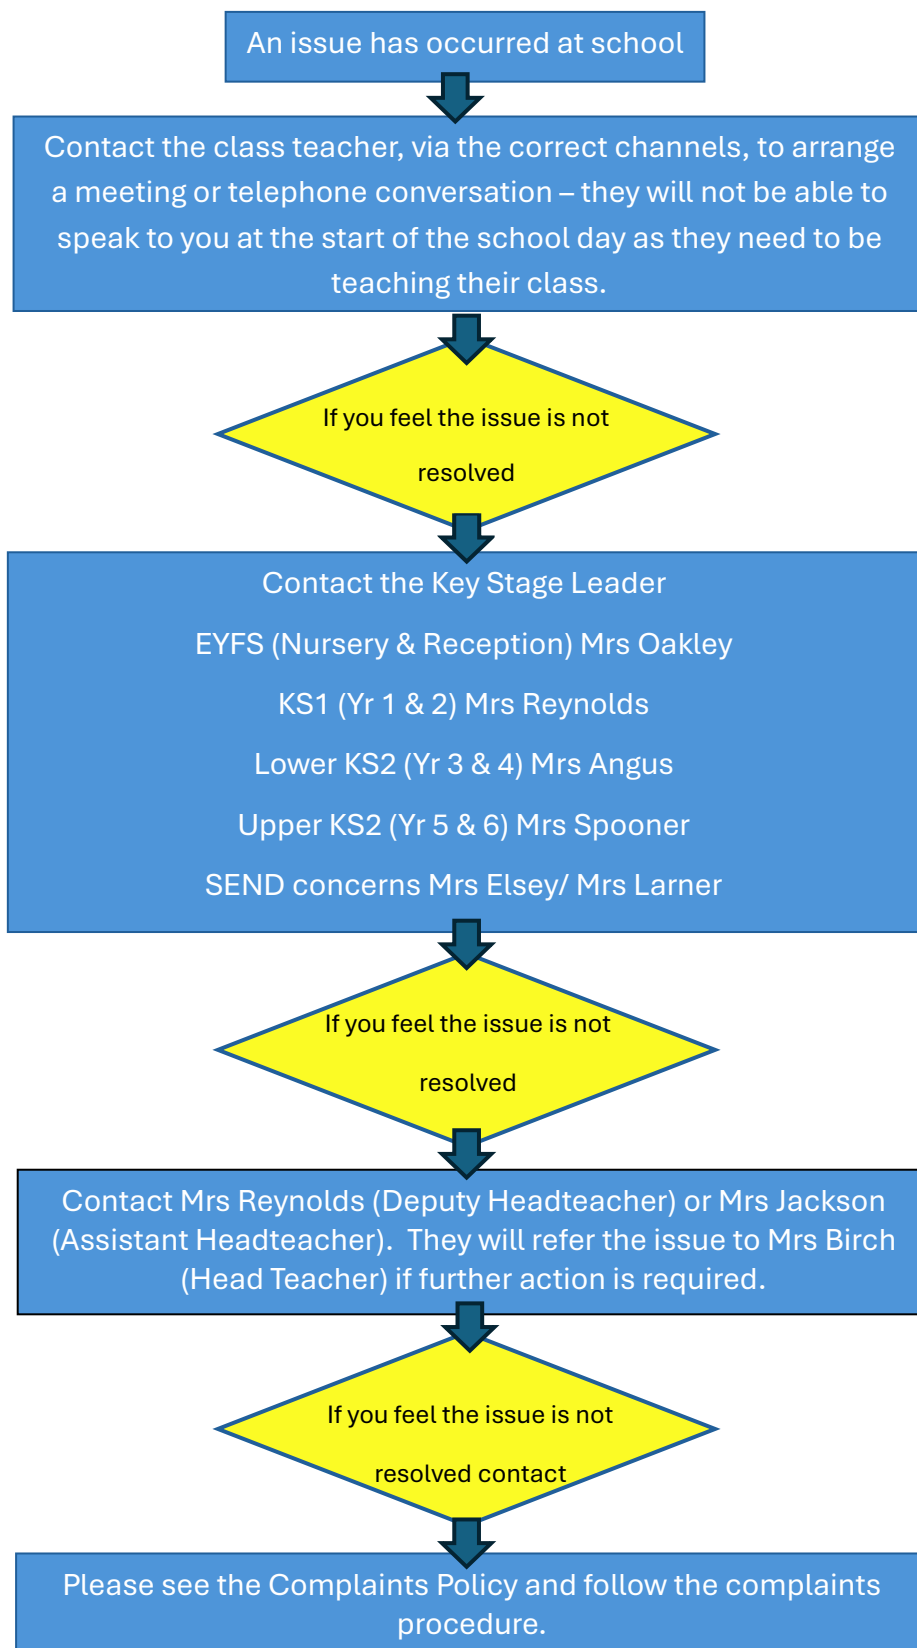 An issue has occurred at school
Contact the class teacher, via the correct channels, to arrange
a meeting or telephone conversation – they will not be able to
speak to you at the start of the school day as they need to be
teaching their class.
If you feel the issue is not
resolved
Contact the Key Stage Leader
EYFS (Nursery & Reception) Mrs Oakley
KS1 (Yr 1 & 2) Mrs Reynolds
Lower KS2 (Yr 3 & 4) Mrs Angus
Upper KS2 (Yr 5 & 6) Mrs Spooner
SEND concerns Mrs Elsey/ Mrs Larner
If you feel the issue is not
resolved
Contact Mrs Reynolds (Deputy Headteacher) or Mrs Jackson
(Assistant Headteacher).  They will refer the issue to Mrs Birch
(Head Teacher) if further action is required.
If you feel the issue is not
resolved contact
Please see the Complaints Policy and follow the complaints
procedure.